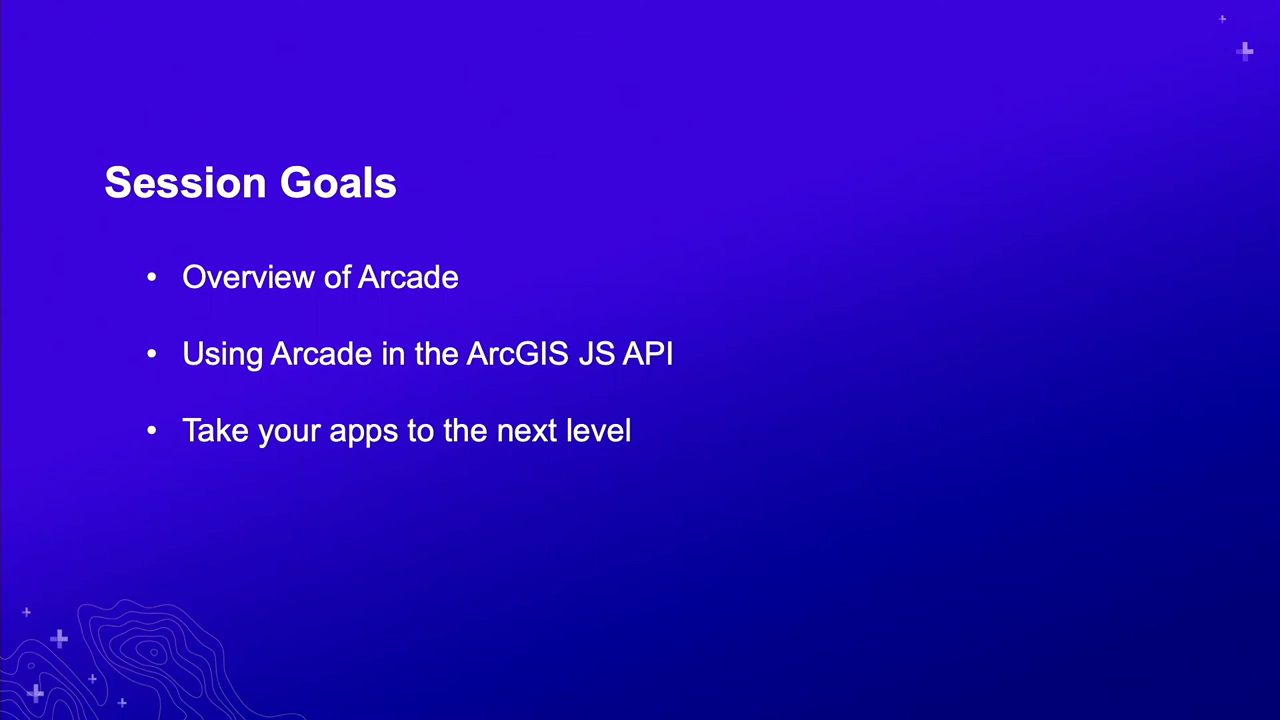 Session Goals
• Overview of Arcade
• Using Arcade in the ArcGIS JS API
• Take your apps to the next level